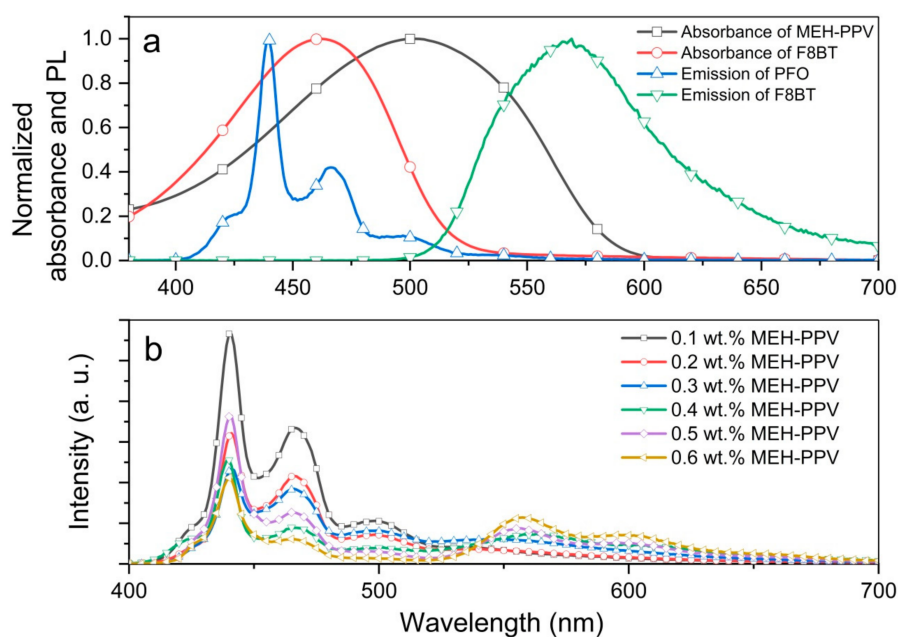 a
Normalized
absorbance and PL
1.0
0.8
0.6
0.4
0.2
0.0
Absorbance of MEH-PPV
Absorbance of F8BT
Emission of PFO
Emission of F8BT
400 450 500 550 600 650 700
b
Intensity (a. u.)
0.1 wt.% MEH-PPV
0.2 wt.% MEH-PPV
0.3 wt.% MEH-PPV
0.4 wt.% MEH-PPV
0.5 wt.% MEH-PPV
0.6 wt.% MEH-PPV
400 500 600 700
Wavelength (nm)